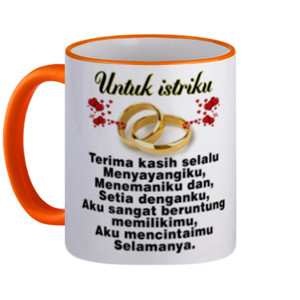 Untuk istriku
Terima kasih selalu
Menyayangiku,
Menemaniku dan,
Setia denganku,
Aku sangat beruntung
memilikimu,
Aku mencintaimu
Selamanya.